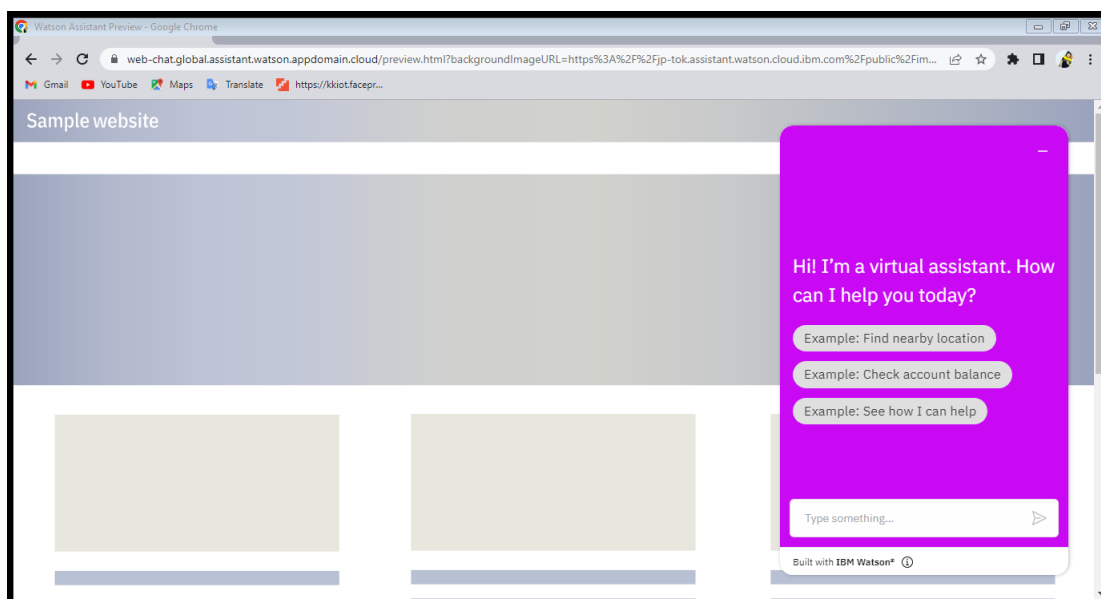 Watson Assistant Preview - Google Chrome
web-chat.global.assistant.watson.appdomain.cloud/preview.html?backgroundImageURL=https%3A%2F%2Fjp-tok.assistant.watson.cloud.ibm.com%2Fpublic%2Fim...
Gmail YouTube Maps Translate https://kkiot.facepr...
Sample website
Hi! I'm a virtual assistant. How
can I help you today?
Example: Find nearby location
Example: Check account balance
Example: See how I can help
Type something...
Built with IBM Watson®